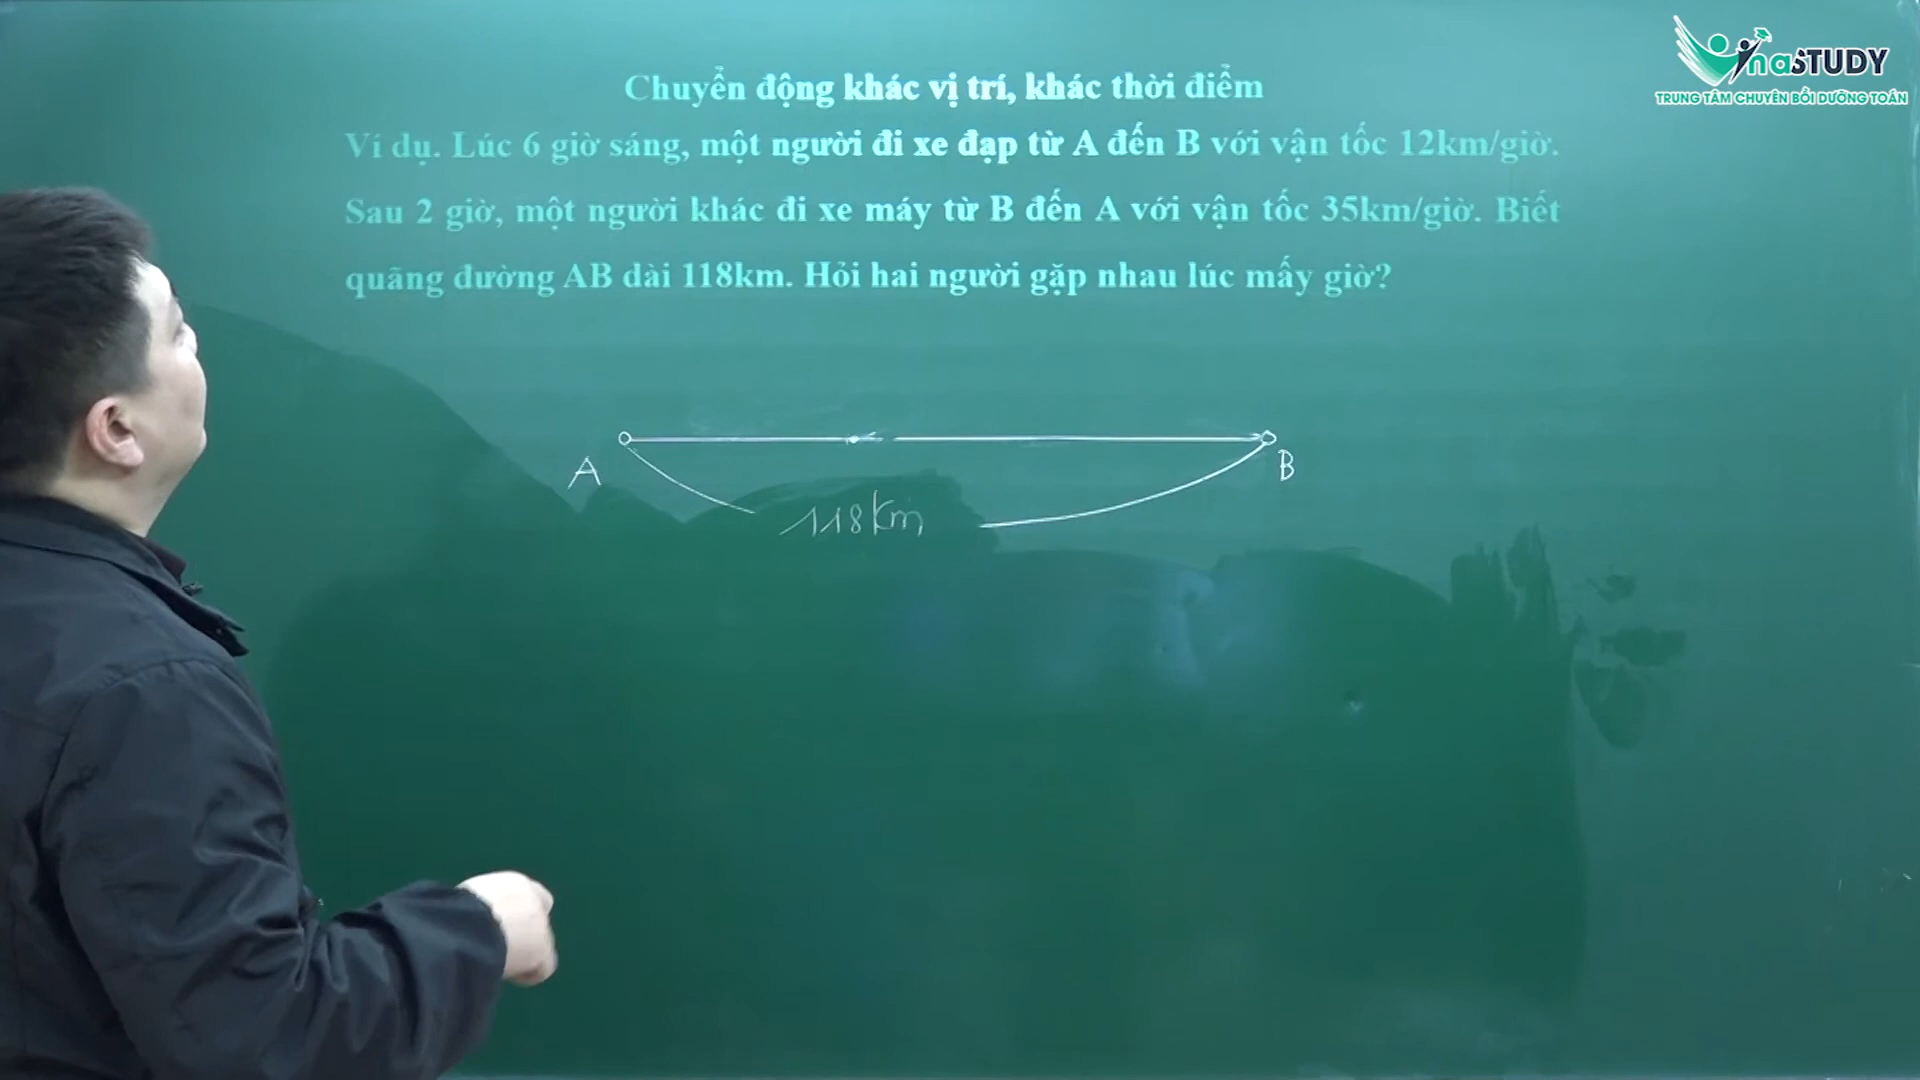 VinaSTUDY
TRUNG TÂM CHUYÊN BỒI DƯỠNG TOÁN
Chuyển động khác vị trí, khác thời điểm
Ví dụ. Lúc 6 giờ sáng, một người đi xe đạp từ A đến B với vận tốc 12km/giờ.
Sau 2 giờ, một người khác đi xe máy từ B đến A với vận tốc 35km/giờ. Biết
quãng đường AB dài 118km. Hỏi hai người gặp nhau lúc mấy giờ?
A
B
118km